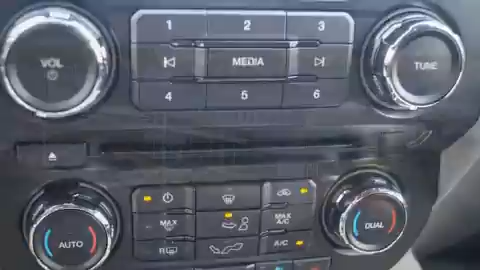 1 2 3
VOL MEDIA TUNE
4 5 6
MAX MAX A/C
AUTO R A/C DUAL